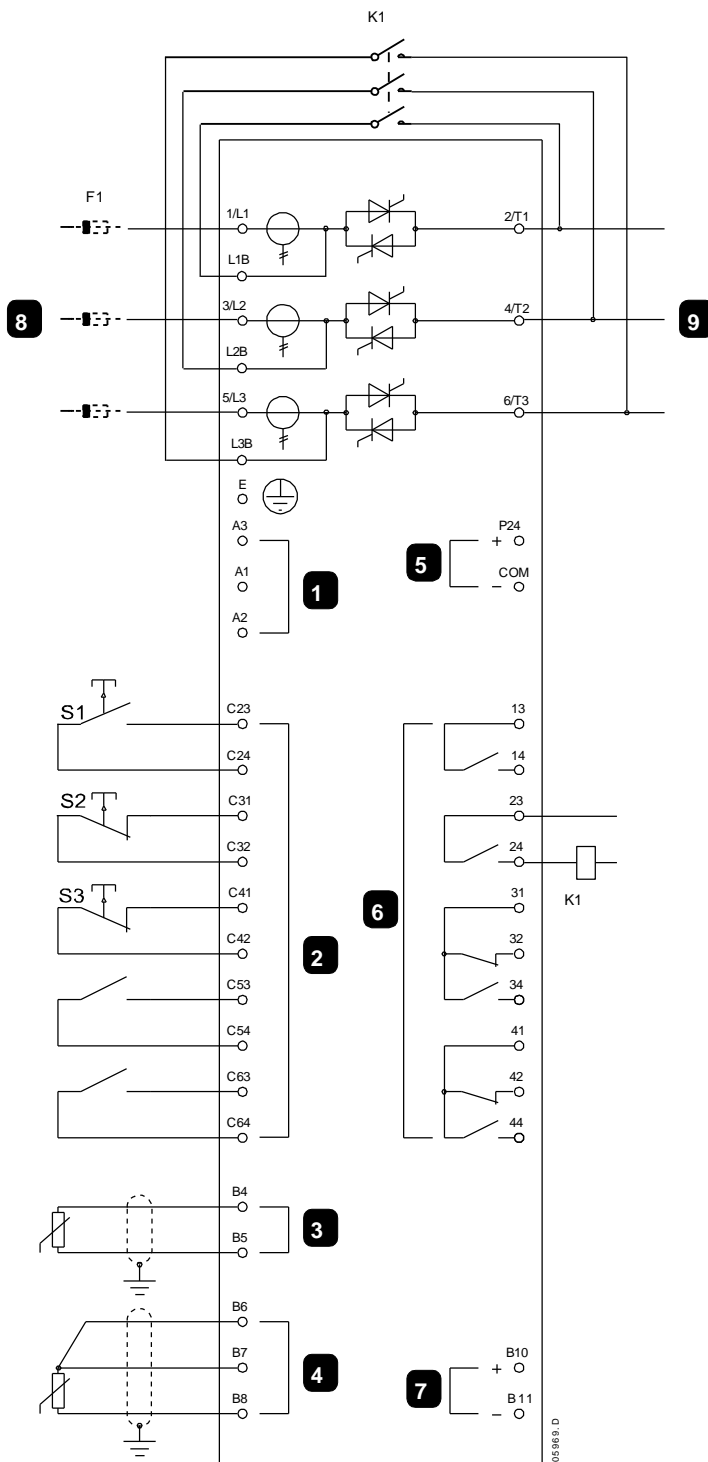 K1
F1
1/L1
2/T1
L1B
8
3/L2
4/T2
9
L2B
5/L3
6/T3
L3B
E
A3
P24
+
5
1
A1
COM
–
A2
S1
C23
13
C24
14
S2
C31
23
C32
24
K1
S3
C41
6
31
C42
2
32
C53
34
C54
41
C63
42
C64
44
B4
3
B5
B6
B7
4
B10
+
7
B8
B 11
–
05969.D